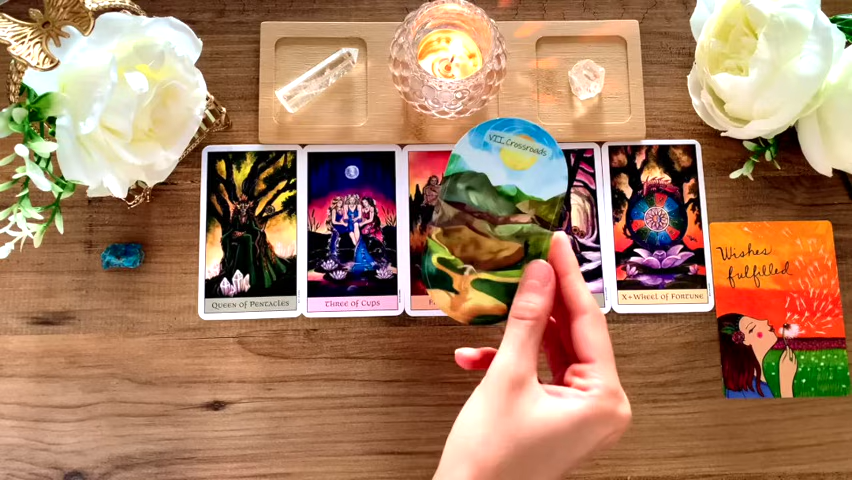 VII. Crossroads
Queen of Pentacles
Three of Cups
X • Wheel of Fortune
Wishes
fulfilled